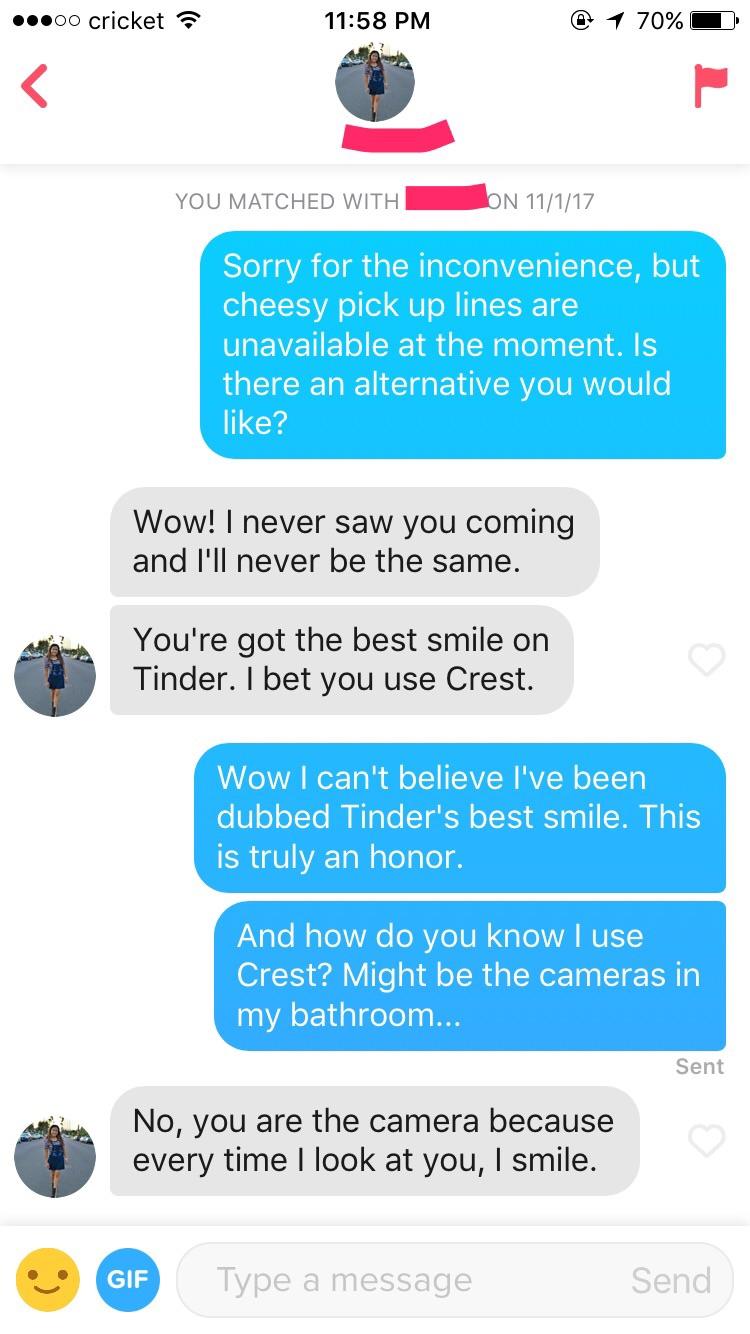 cricket 11:58 PM 70%
YOU MATCHED WITH ON 11/1/17
Sorry for the inconvenience, but
cheesy pick up lines are
unavailable at the moment. Is
there an alternative you would
like?
Wow! I never saw you coming
and I'll never be the same.
You're got the best smile on
Tinder. I bet you use Crest.
Wow I can't believe I've been
dubbed Tinder's best smile. This
is truly an honor.
And how do you know I use
Crest? Might be the cameras in
my bathroom...
Sent
No, you are the camera because
every time I look at you, I smile.
GIF Type a message Send